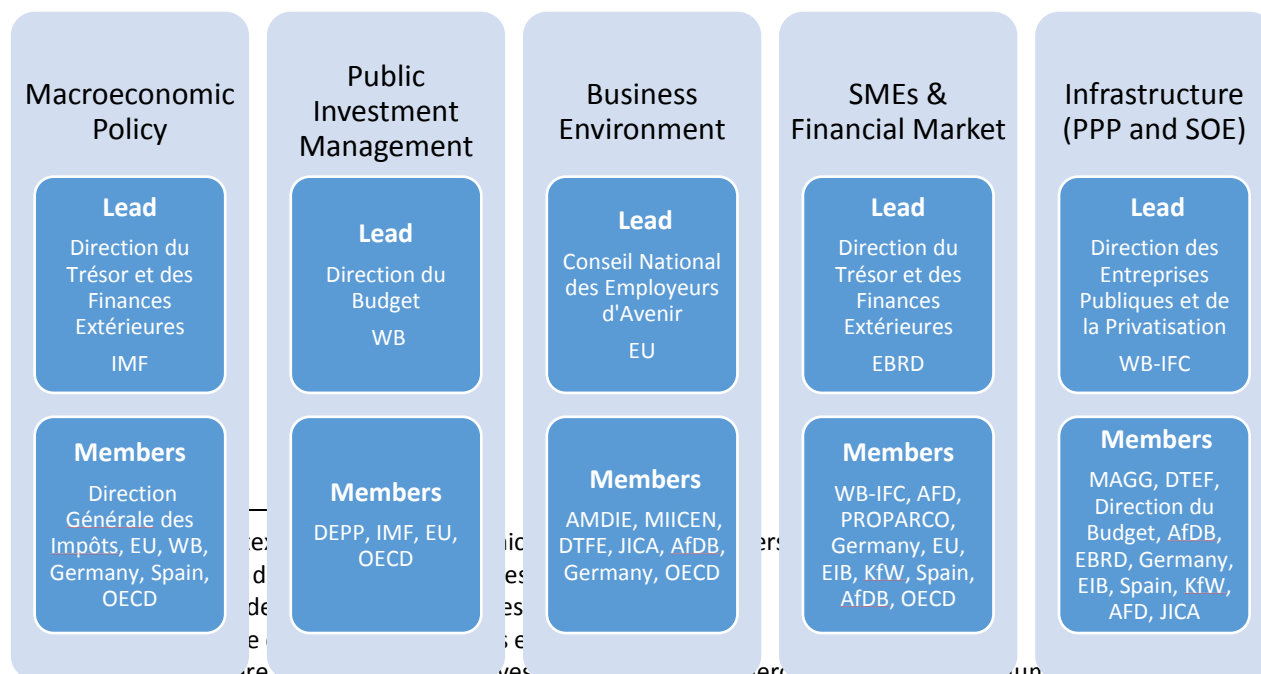 Macroeconomic
Policy
Lead
Direction du
Trésor et des
Finances
Extérieures
IMF
Members
Direction
Générale des
Impôts, EU, WB,
Germany, Spain,
OECD
Public
Investment
Management
Lead
Direction du
Budget
WB
Members
DEPP, IMF, EU,
OECD
Business
Environment
Lead
Conseil National
des Employeurs
d'Avenir
EU
Members
AMDIE, MIICEN,
DTFE, JICA, AfDB,
Germany, OECD
SMEs &
Financial Market
Lead
Direction du
Trésor et des
Finances
Extérieures
EBRD
Members
WB-IFC, AFD,
PROPARCO,
Germany, EU,
EIB, KfW, Spain,
AfDB, OECD
Infrastructure
(PPP and SOE)
Lead
Direction des
Entreprises
Publiques et de
la Privatisation
WB-IFC
Members
MAGG, DTEF,
Direction du
Budget, AfDB,
EBRD, Germany,
EIB, Spain, KfW,
AFD, JICA